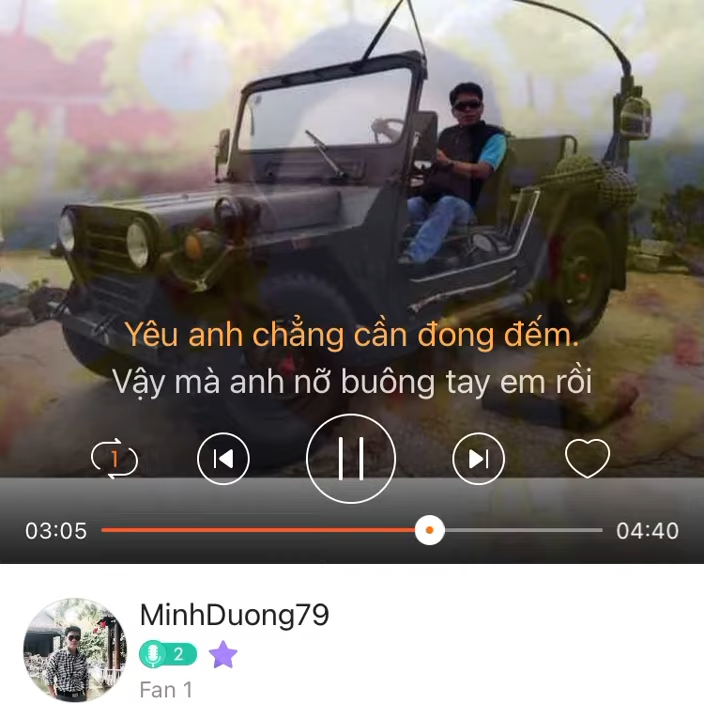 Yêu anh chẳng cần đong đếm.
Vậy mà anh nỡ buông tay em rồi
1
03:05
04:40
MinhDuong79
2
Fan 1